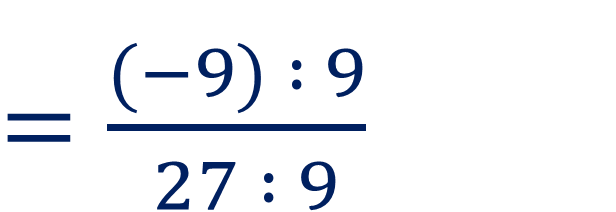 = (−9) : 9
27 : 9